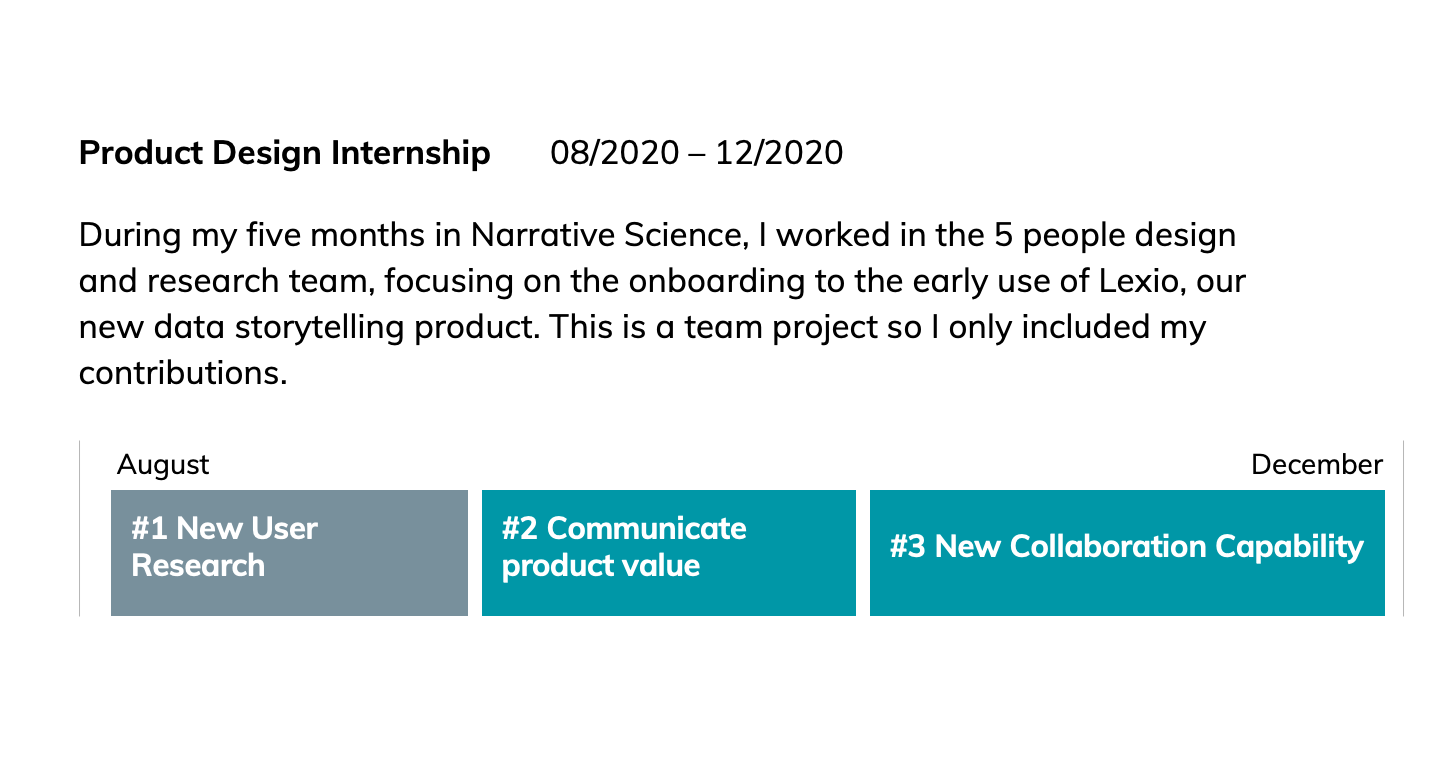 Product Design Internship 08/2020 – 12/2020
During my five months in Narrative Science, I worked in the 5 people design
and research team, focusing on the onboarding to the early use of Lexio, our
new data storytelling product. This is a team project so I only included my
contributions.
August
December
#1 New User
Research
#2 Communicate
product value
#3 New Collaboration Capability